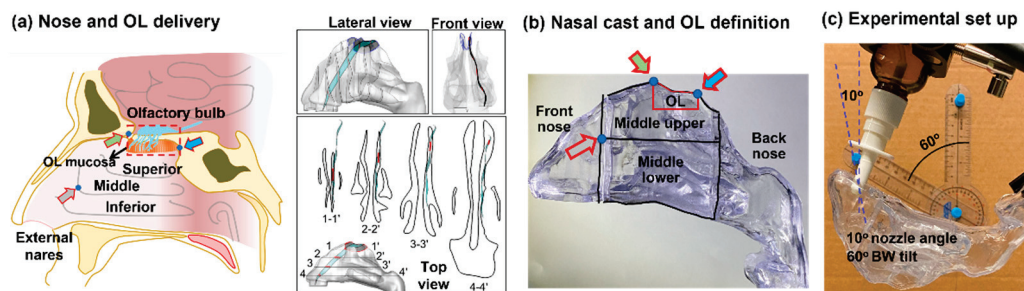 (a) Nose and OL delivery
Olfactory bulb
OL mucosa
Superior
Middle
Inferior
External
nares
Lateral view
Front view
1-1'
2-2'
3-3'
4-4'
1
2
3
4
1'
2'
3'
4'
Top
view
(b) Nasal cast and OL definition
OL
Front
nose
Middle upper
Middle
lower
Back
nose
(c) Experimental set up
10º
60º
10º nozzle angle
60º BW tilt